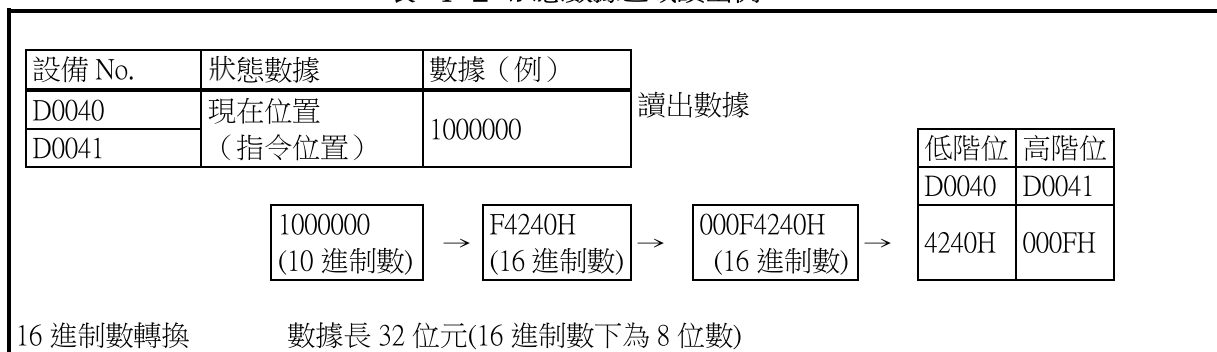 設備 No. 狀態數據 數據（例）
D0040 現在位置 讀出數據
D0041 （指令位置） 1000000
低階位 高階位
D0040 D0041
1000000 → F4240H → 000F4240H → 4240H 000FH
(10 進制數) (16 進制數) (16 進制數)
16 進制數轉換 數據長 32 位元(16 進制數下為 8 位數)